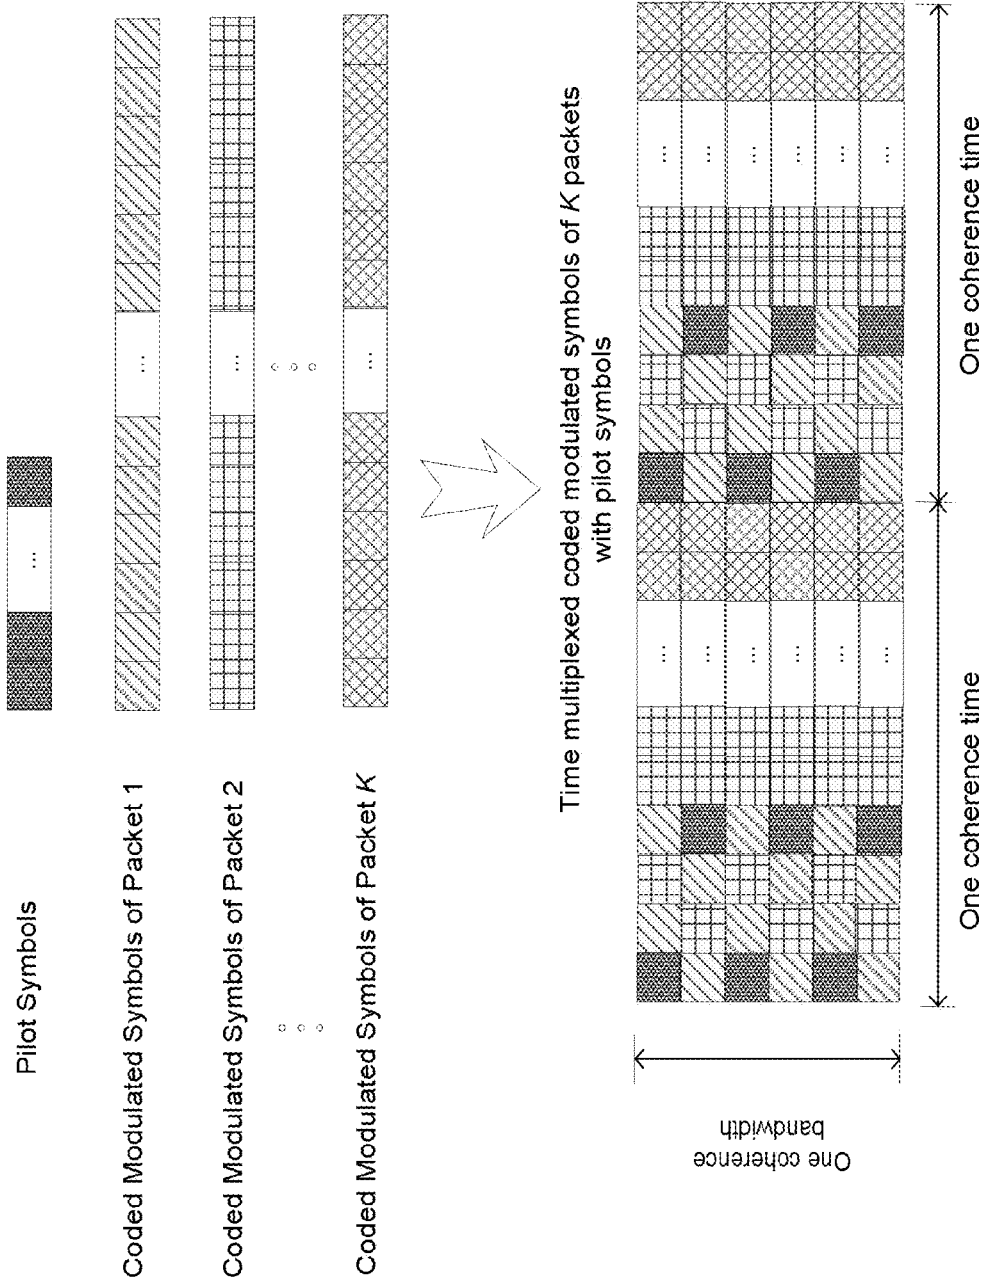 Pilot Symbols
...
Coded Modulated Symbols of Packet 1
...
Coded Modulated Symbols of Packet 2
...
Coded Modulated Symbols of Packet K
...
Time multiplexed coded modulated symbols of K packets
with pilot symbols
... ...
... ...
... ...
... ...
... ...
... ...
One coherence
bandwidth
One coherence time
One coherence time